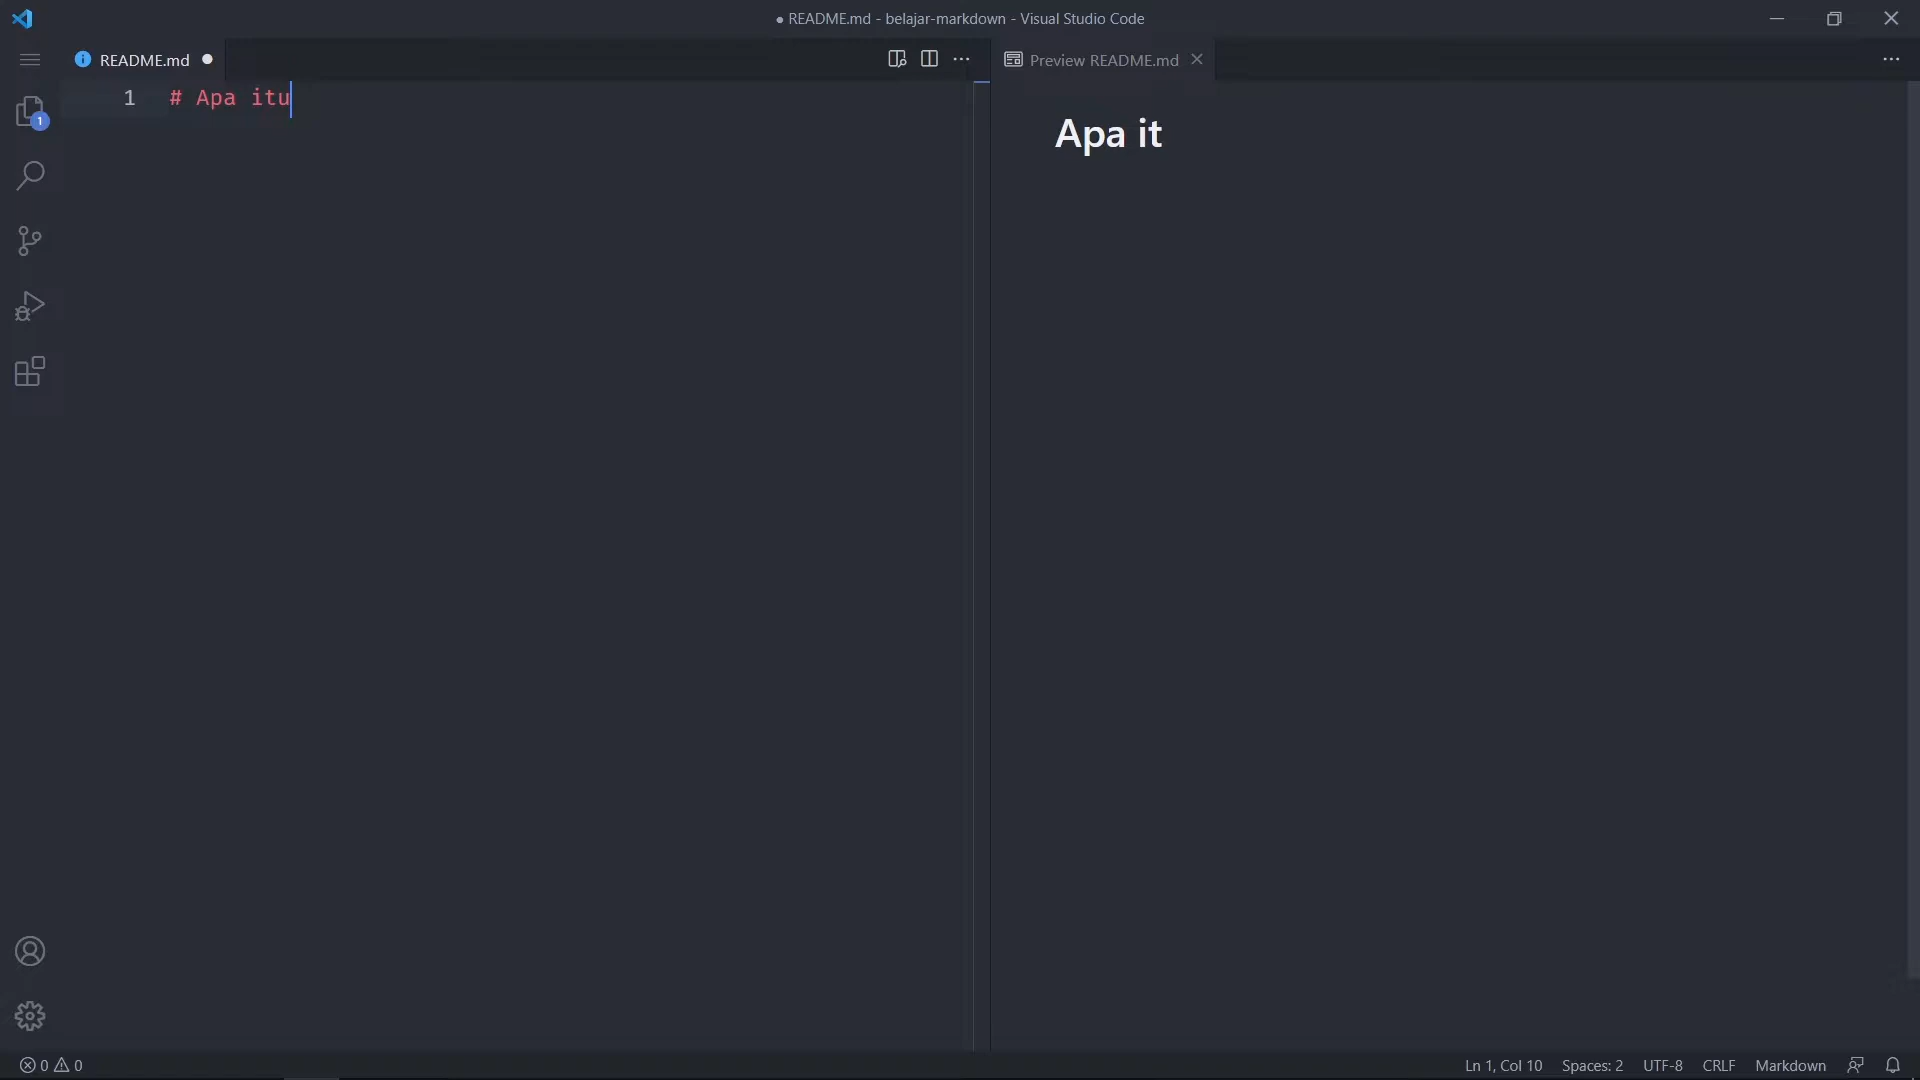 ● README.md - belajar-markdown - Visual Studio Code
README.md
Preview README.md
1
1 # Apa itu
Apa it
0 0
Ln 1, Col 10 Spaces: 2 UTF-8 CRLF Markdown